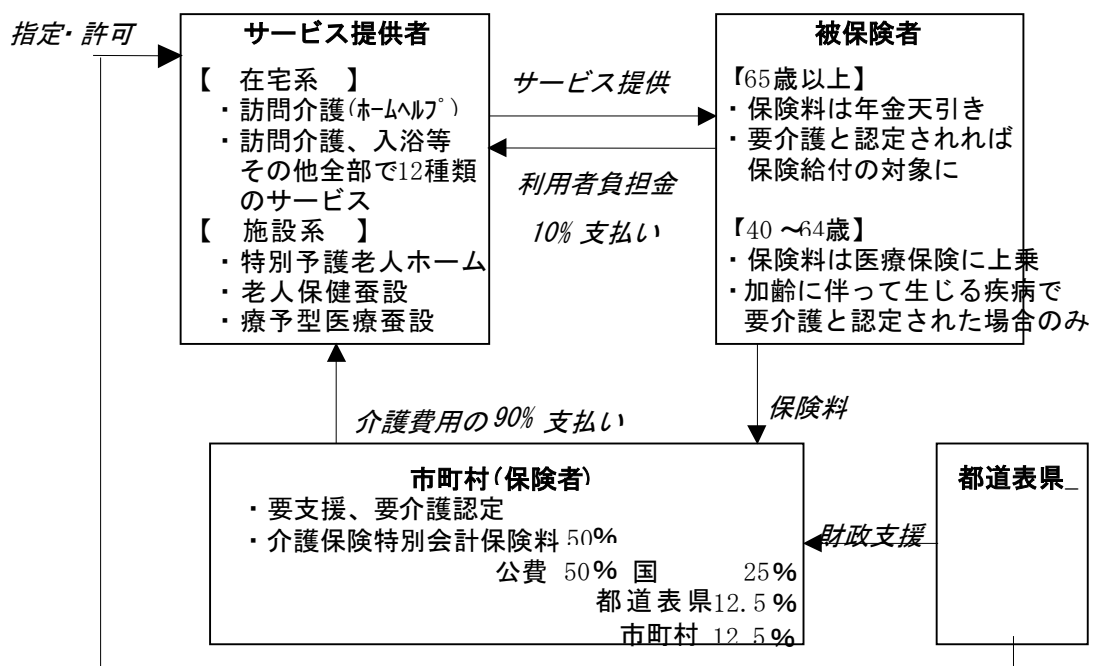 指定・許可
サービス提供者
【 在宅系 】
・訪問介護(ﾎｰﾑﾍﾙﾌﾟ)
・訪問介護、入浴等
その他全部で12種類
のサービス
【 施設系 】
・特別予護老人ホーム
・老人保健蚕設
・療予型医療蚕設
サービス提供
利用者負担金
10% 支払い
被保険者
【65歳以上】
・保険料は年金天引き
・要介護と認定されれば
保険給付の対象に
【40 ～64歳】
・保険料は医療保険に上乗
・加齢に伴って生じる疾病で
要介護と認定された場合のみ
介護費用の90% 支払い
保険料
市町村(保険者)
・要支援、要介護認定
・介護保険特別会計保険料 50%
公費 50% 国 25%
都道表県12.5%
市町村 12.5%
財政支援
都道表県_